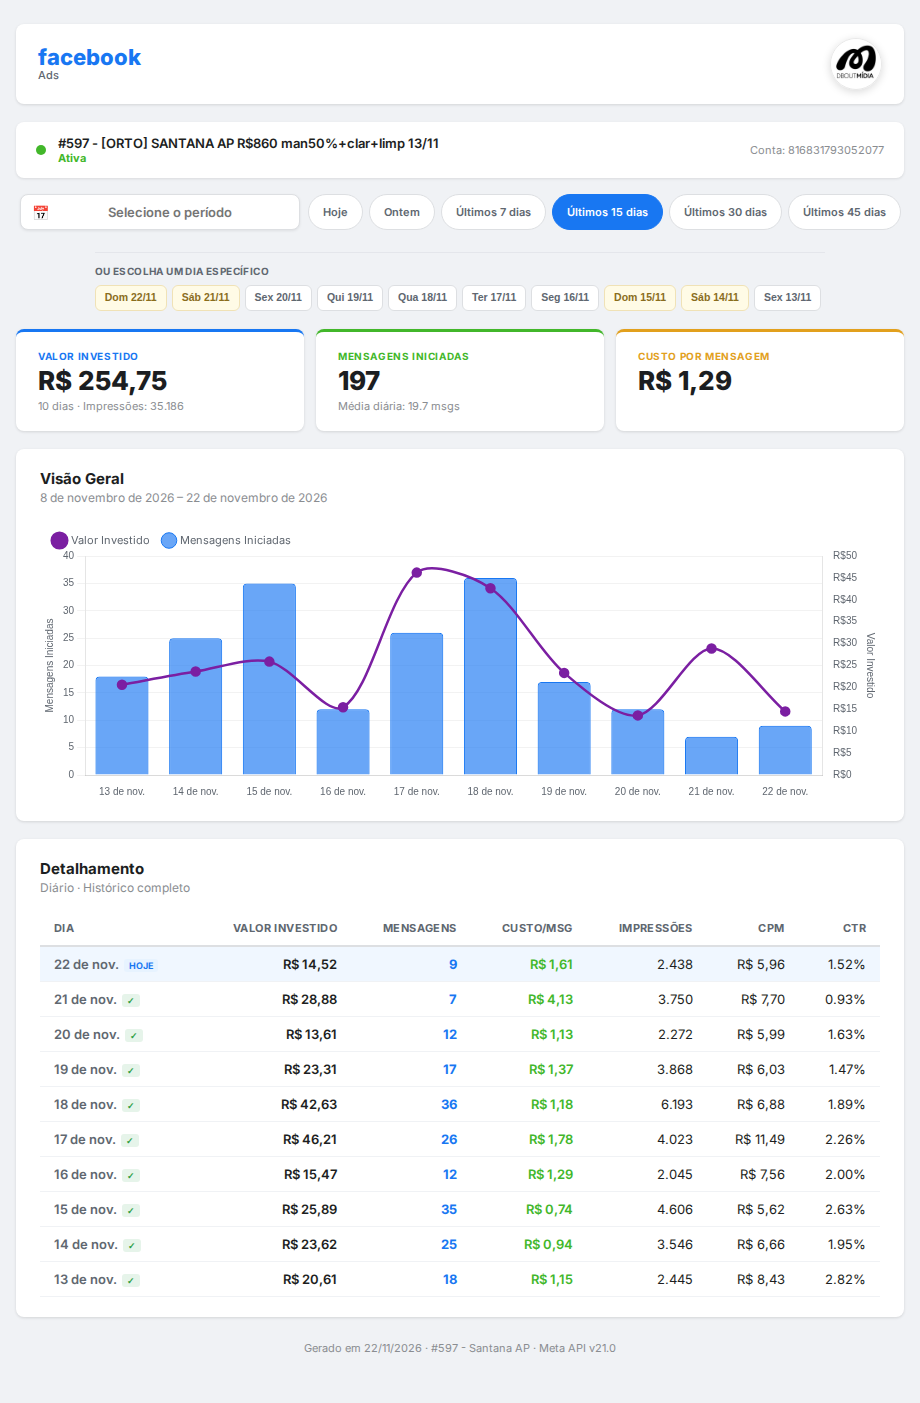 facebook
Ads
DBOUTMÍDIA
#597 - [ORTO] SANTANA AP R$860 man50%+clar+limp 13/11
Ativa
Conta: 816831793052077
Selecione o período
Hoje
Ontem
Últimos 7 dias
Últimos 15 dias
Últimos 30 dias
Últimos 45 dias
OU ESCOLHA UM DIA ESPECÍFICO
Dom 22/11
Sáb 21/11
Sex 20/11
Qui 19/11
Qua 18/11
Ter 17/11
Seg 16/11
Dom 15/11
Sáb 14/11
Sex 13/11
VALOR INVESTIDO
R$ 254,75
10 dias · Impressões: 35.186
MENSAGENS INICIADAS
197
Média diária: 19.7 msgs
CUSTO POR MENSAGEM
R$ 1,29
Visão Geral
8 de novembro de 2026 – 22 de novembro de 2026
Valor Investido
Mensagens Iniciadas
40
35
30
25
20
15
10
5
0
Mensagens Iniciadas
R$50
R$45
R$40
R$35
R$30
R$25
R$20
R$15
R$10
R$5
R$0
Valor Investido
13 de nov.
14 de nov.
15 de nov.
16 de nov.
17 de nov.
18 de nov.
19 de nov.
20 de nov.
21 de nov.
22 de nov.
Detalhamento
Diário · Histórico completo
DIA VALOR INVESTIDO MENSAGENS CUSTO/MSG IMPRESSÕES CPM CTR
22 de nov. HOJE R$ 14,52 9 R$ 1,61 2.438 R$ 5,96 1.52%
21 de nov. ✓ R$ 28,88 7 R$ 4,13 3.750 R$ 7,70 0.93%
20 de nov. ✓ R$ 13,61 12 R$ 1,13 2.272 R$ 5,99 1.63%
19 de nov. ✓ R$ 23,31 17 R$ 1,37 3.868 R$ 6,03 1.47%
18 de nov. ✓ R$ 42,63 36 R$ 1,18 6.193 R$ 6,88 1.89%
17 de nov. ✓ R$ 46,21 26 R$ 1,78 4.023 R$ 11,49 2.26%
16 de nov. ✓ R$ 15,47 12 R$ 1,29 2.045 R$ 7,56 2.00%
15 de nov. ✓ R$ 25,89 35 R$ 0,74 4.606 R$ 5,62 2.63%
14 de nov. ✓ R$ 23,62 25 R$ 0,94 3.546 R$ 6,66 1.95%
13 de nov. ✓ R$ 20,61 18 R$ 1,15 2.445 R$ 8,43 2.82%
Gerado em 22/11/2026 · #597 - Santana AP · Meta API v21.0